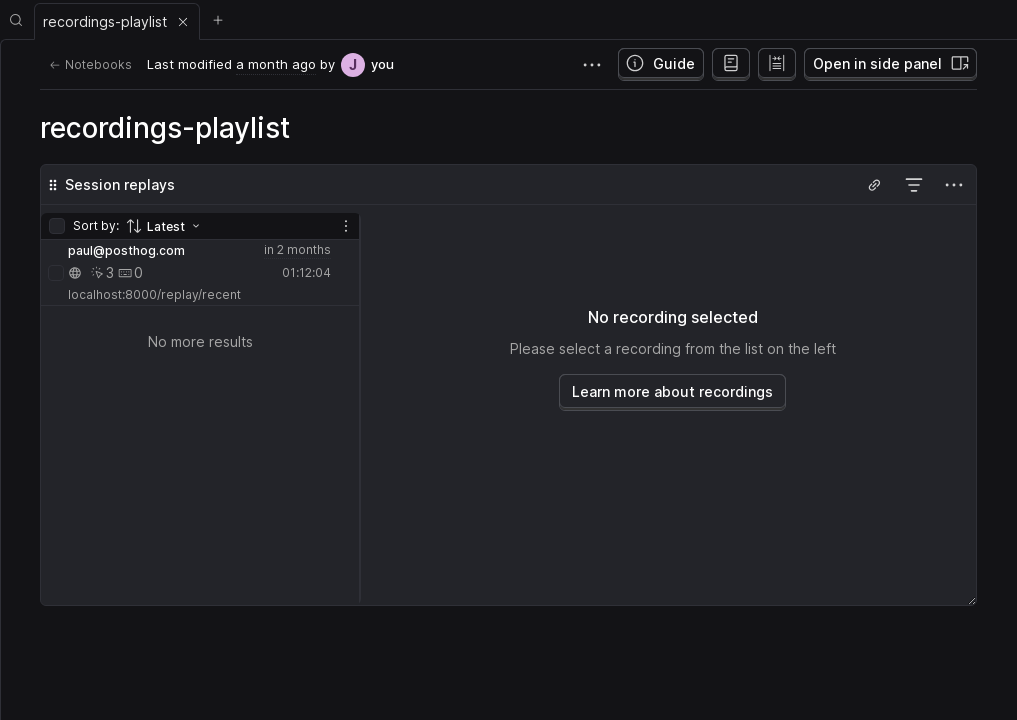 recordings-playlist
Notebooks
Last modified a month ago by J you
Guide
Open in side panel
recordings-playlist
Session replays
Sort by: Latest
paul@posthog.com in 2 months
3 0 01:12:04
localhost:8000/replay/recent
No more results
No recording selected
Please select a recording from the list on the left
Learn more about recordings